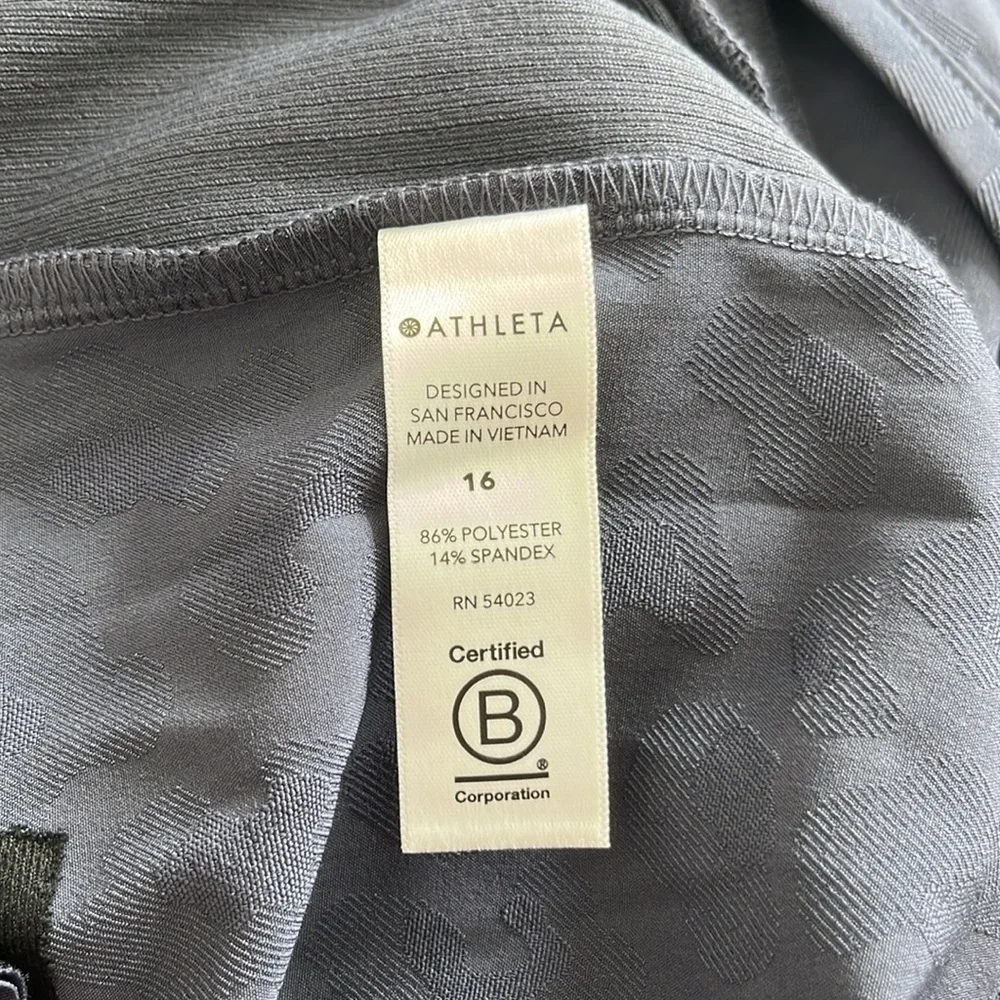 ATHLETA
DESIGNED IN
SAN FRANCISCO
MADE IN VIETNAM
16
86% POLYESTER
14% SPANDEX
RN 54023
Certified
B
®
Corporation